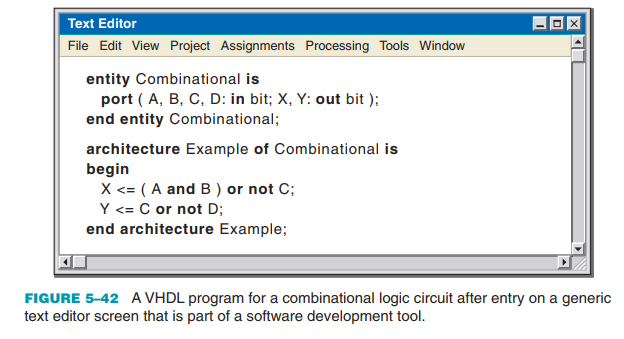 Text Editor
File Edit View Project Assignments Processing Tools Window
entity Combinational is
port ( A, B, C, D: in bit; X, Y: out bit );
end entity Combinational;
architecture Example of Combinational is
begin
X <= ( A and B ) or not C;
Y <= C or not D;
end architecture Example;
FIGURE 5–42 A VHDL program for a combinational logic circuit after entry on a generic
text editor screen that is part of a software development tool.